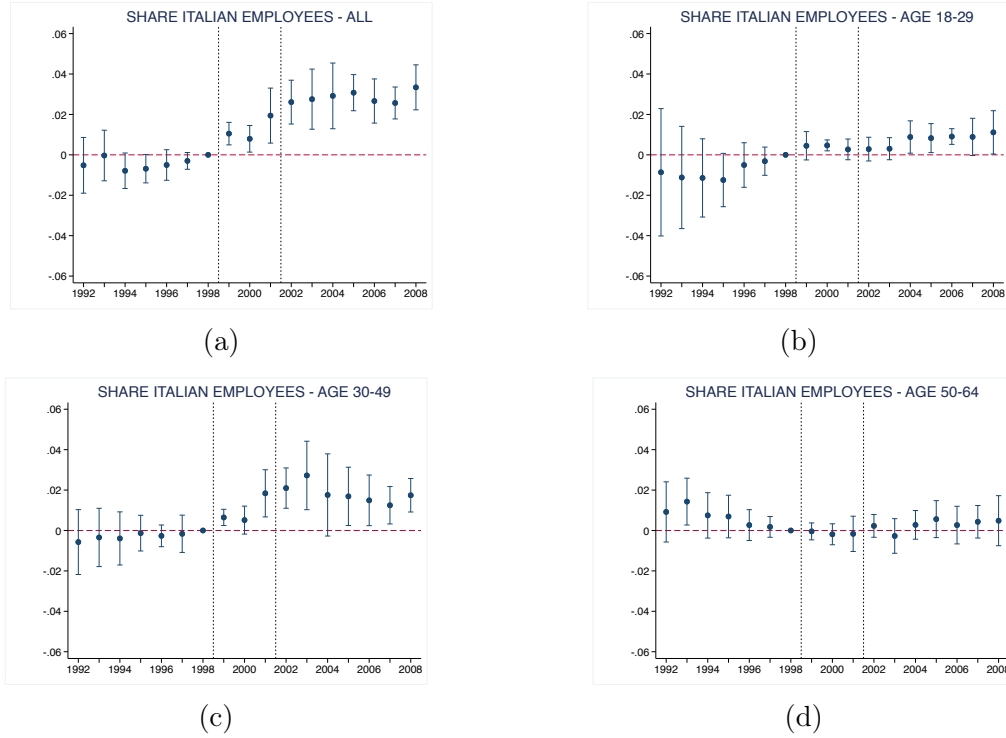 SHARE ITALIAN EMPLOYEES - ALL
.06
.04
.02
0
-.02
-.04
-.06
1992 1994 1996 1998 2000 2002 2004 2006 2008
(a)
SHARE ITALIAN EMPLOYEES - AGE 18-29
.06
.04
.02
0
-.02
-.04
-.06
1992 1994 1996 1998 2000 2002 2004 2006 2008
(b)
SHARE ITALIAN EMPLOYEES - AGE 30-49
.06
.04
.02
0
-.02
-.04
-.06
1992 1994 1996 1998 2000 2002 2004 2006 2008
(c)
SHARE ITALIAN EMPLOYEES - AGE 50-64
.06
.04
.02
0
-.02
-.04
-.06
1992 1994 1996 1998 2000 2002 2004 2006 2008
(d)